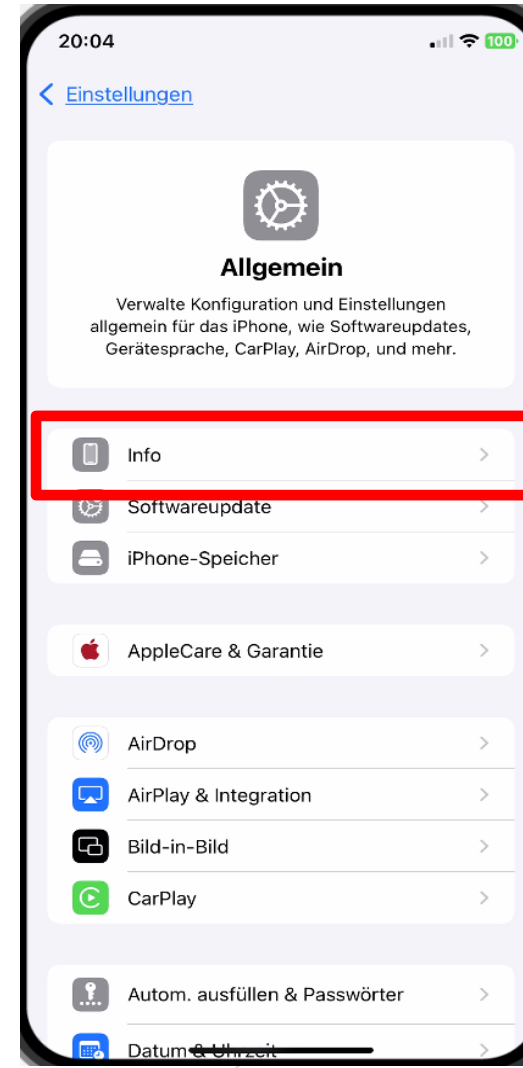 20:04
100
Einstellungen
Allgemein
Verwalte Konfiguration und Einstellungen
allgemein für das iPhone, wie Softwareupdates,
Gerätesprache, CarPlay, AirDrop, und mehr.
Info
Softwareupdate
iPhone-Speicher
AppleCare & Garantie
AirDrop
AirPlay & Integration
Bild-in-Bild
CarPlay
Autom. ausfüllen & Passwörter
Datum & Uhrzeit